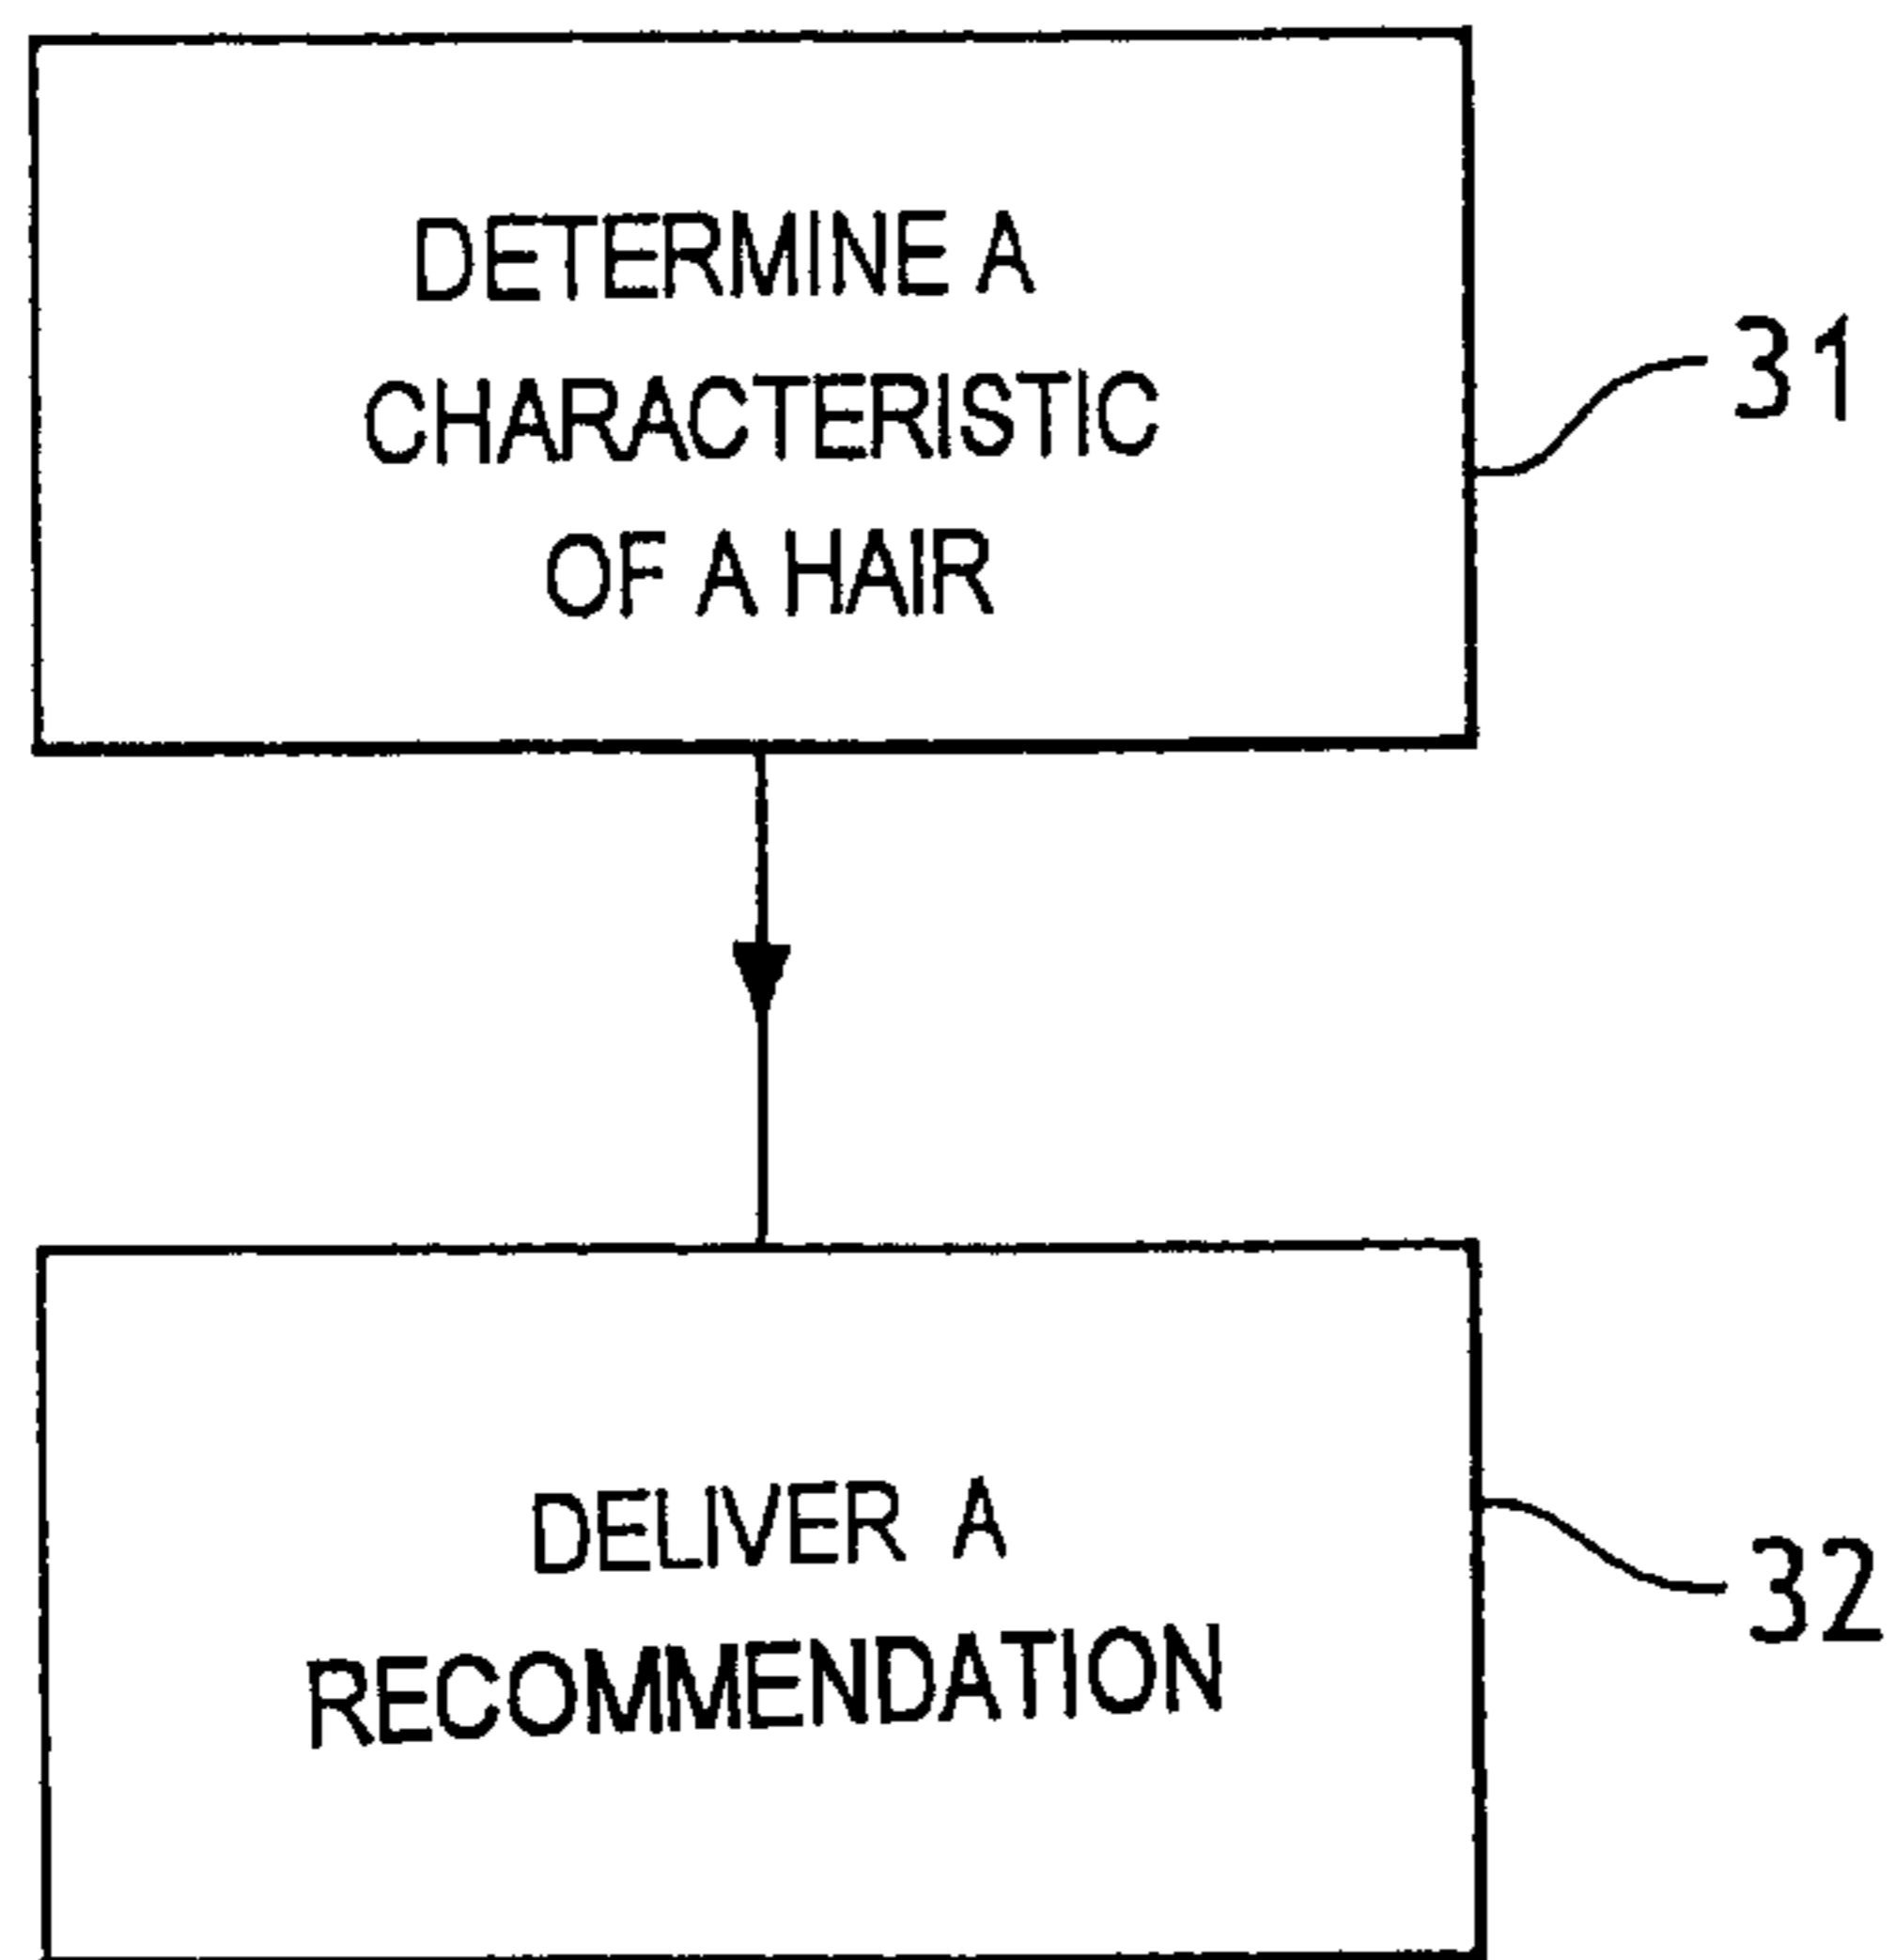 DETERMINE A
CHARACTERISTIC
OF A HAIR
31
DELIVER A
RECOMMENDATION
32